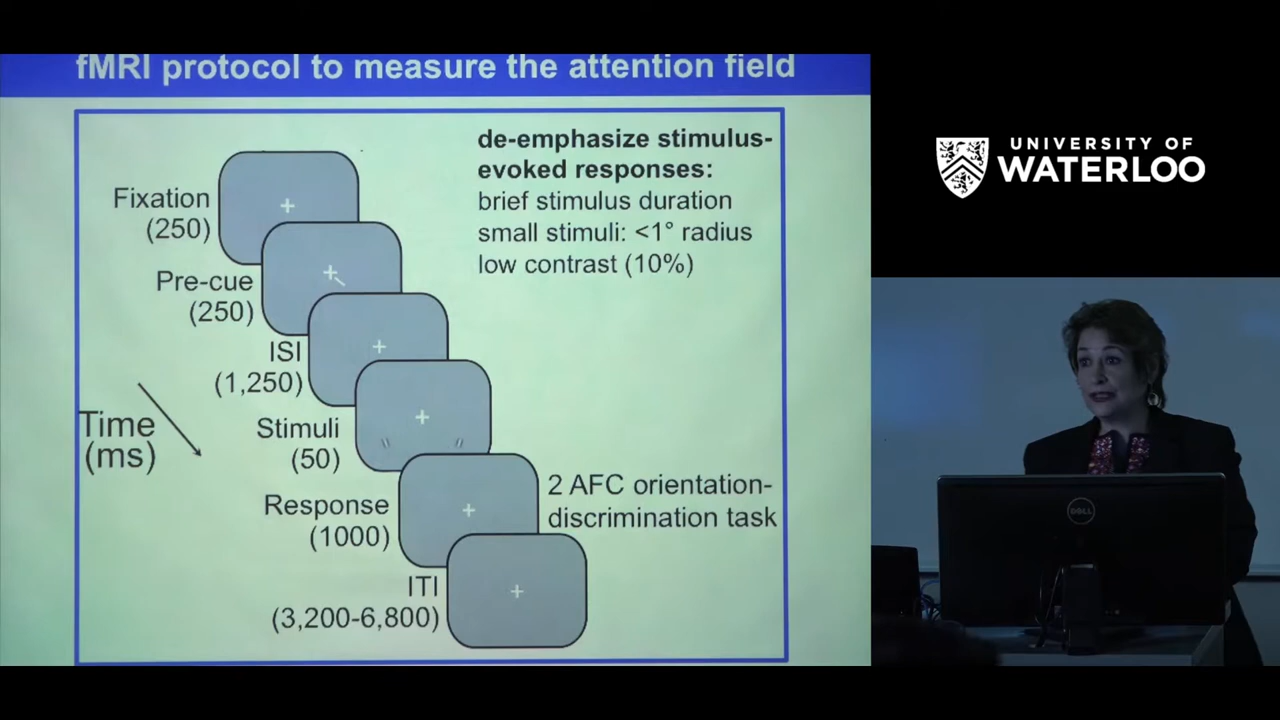 fMRI protocol to measure the attention field
de-emphasize stimulus-
evoked responses:
brief stimulus duration
small stimuli: <1° radius
low contrast (10%)
Fixation
(250)
Pre-cue
(250)
ISI
(1,250)
Time
(ms)
Stimuli
(50)
Response
(1000)
2 AFC orientation-
discrimination task
ITI
(3,200-6,800)
UNIVERSITY OF
WATERLOO
DELL